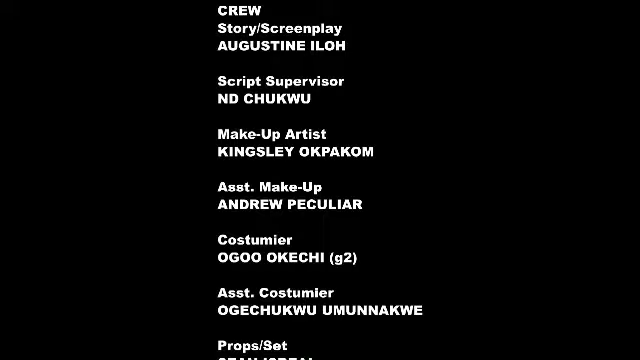 CREW
Story/Screenplay
AUGUSTINE ILOH
Script Supervisor
ND CHUKWU
Make-Up Artist
KINGSLEY OKPAKOM
Asst. Make-Up
ANDREW PECULIAR
Costumier
OGOO OKECHI (g2)
Asst. Costumier
OGECHUKWU UMUNNAKWE
Props/Set